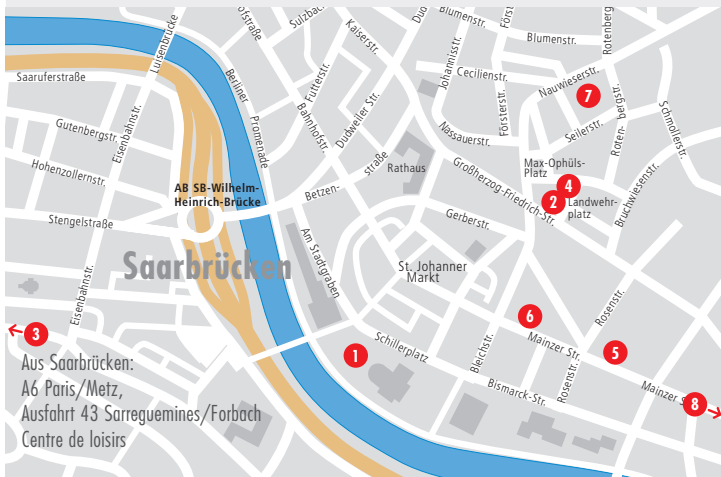 Saaruferstraße
Luisenbrücke
ofstraße
Sulzbac
Kaiserstr.
Dud
Blumenstr.
Först
Blumenstr.
Rotenberg
Berliner
Promenade
Futterstr.
Bahnhofstr.
Dudweiler Str.
Johannisstr.
Cecilienstr.
Försterstr.
Nauwieserstr.
7
Seilerstr.
Roten-
bergstr.
Schmollerstr.
Gutenbergstr.
Eisenbahnstr.
Hohenzollernstr.
Stengelstraße
AB SB-Wilhelm-
Heinrich-Brücke
Betzen-
straße
Rathaus
Nassauerstr.
Großherzog-Friedrich-Str.
Max-Ophüls-
Platz
4
2
Landwehr-
platz
Bruchwiesenstr.
Gerberstr.
Am Stadtgraben
Saarbrücken
St. Johanner
Markt
Eisenbahnstr.
3
1
Schillerplatz
Bleichstr.
6
Mainzer Str.
Rosenstr.
5
Rosenstr.
Bismarck-Str.
Mainzer S
8
Aus Saarbrücken:
A6 Paris/Metz,
Ausfahrt 43 Sarreguemines/Forbach
Centre de loisirs